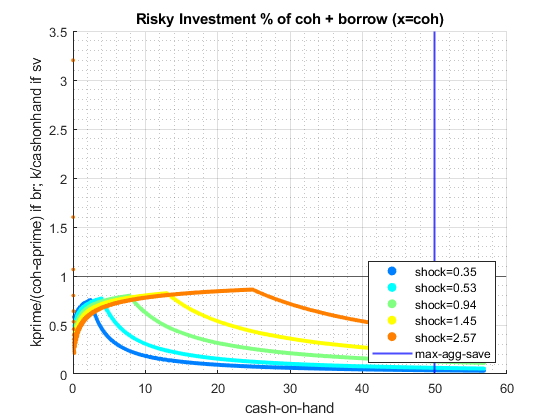 Risky Investment % of coh + borrow (x=coh)
kprime/(coh-aprime) if br; k/cashonhand if sv
3.5
3
2.5
2
1.5
1
0.5
0
0
10
20
30
40
50
60
cash-on-hand
shock=0.35
shock=0.53
shock=0.94
shock=1.45
shock=2.57
max-agg-save